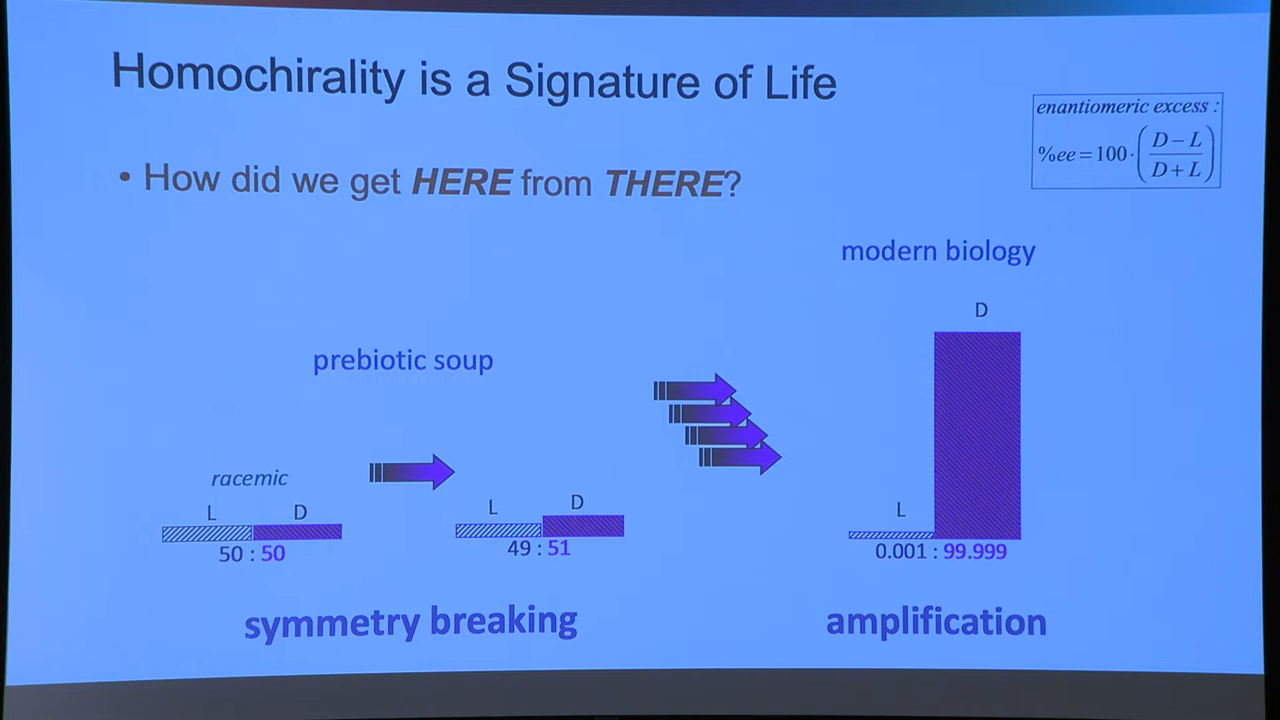 Homochirality is a Signature of Life
enantiomeric excess :
%ee = 100 · ( D − L / D + L )
• How did we get HERE from THERE?
modern biology
D
prebiotic soup
racemic
L D
L D
L
50 : 50
49 : 51
0.001 : 99.999
symmetry breaking
amplification